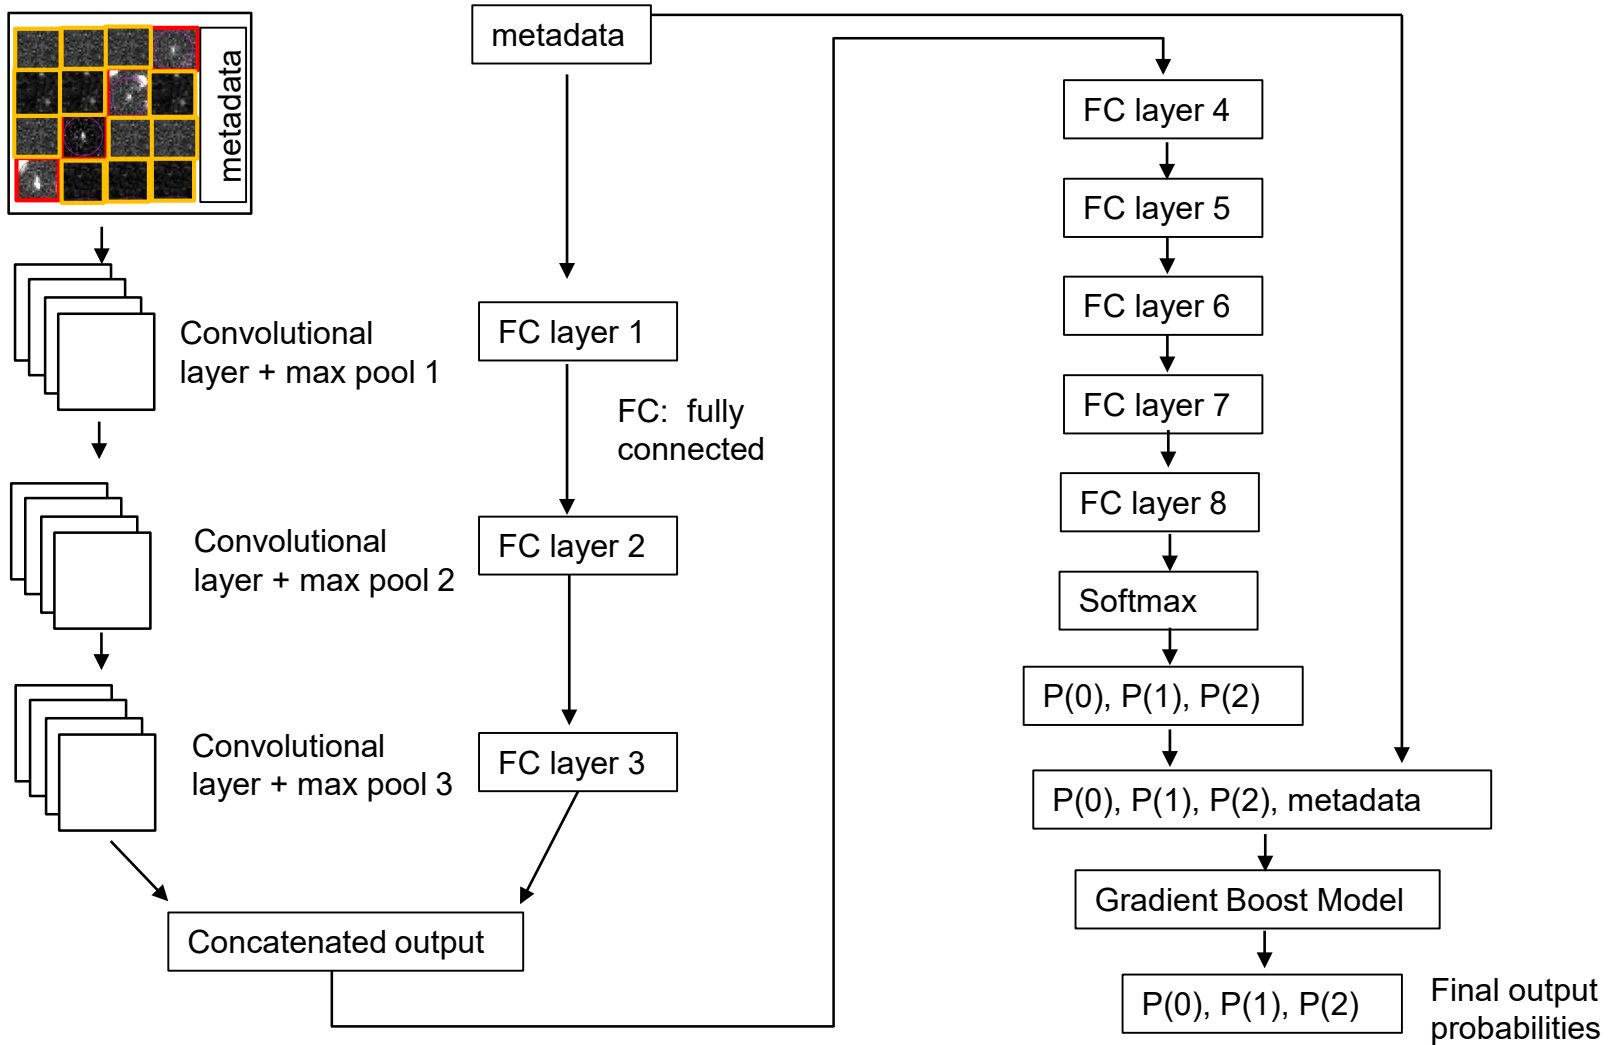 metadata
Convolutional
layer + max pool 1
Convolutional
layer + max pool 2
Convolutional
layer + max pool 3
metadata
FC layer 1
FC: fully
connected
FC layer 2
FC layer 3
Concatenated output
FC layer 4
FC layer 5
FC layer 6
FC layer 7
FC layer 8
Softmax
P(0), P(1), P(2)
P(0), P(1), P(2), metadata
Gradient Boost Model
P(0), P(1), P(2)
Final output
probabilities